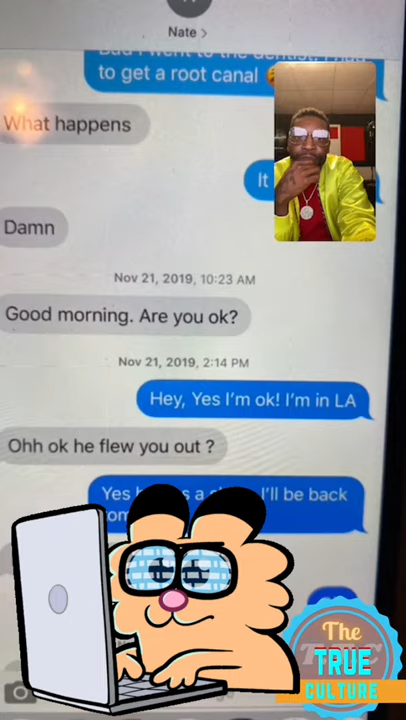 Nate >
to get a root canal
What happens
It
Damn
Nov 21, 2019, 10:23 AM
Good morning. Are you ok?
Nov 21, 2019, 2:14 PM
Hey, Yes I'm ok! I'm in LA
Ohh ok he flew you out ?
Yes s a I'll be back
The
TRUE
CULTURE